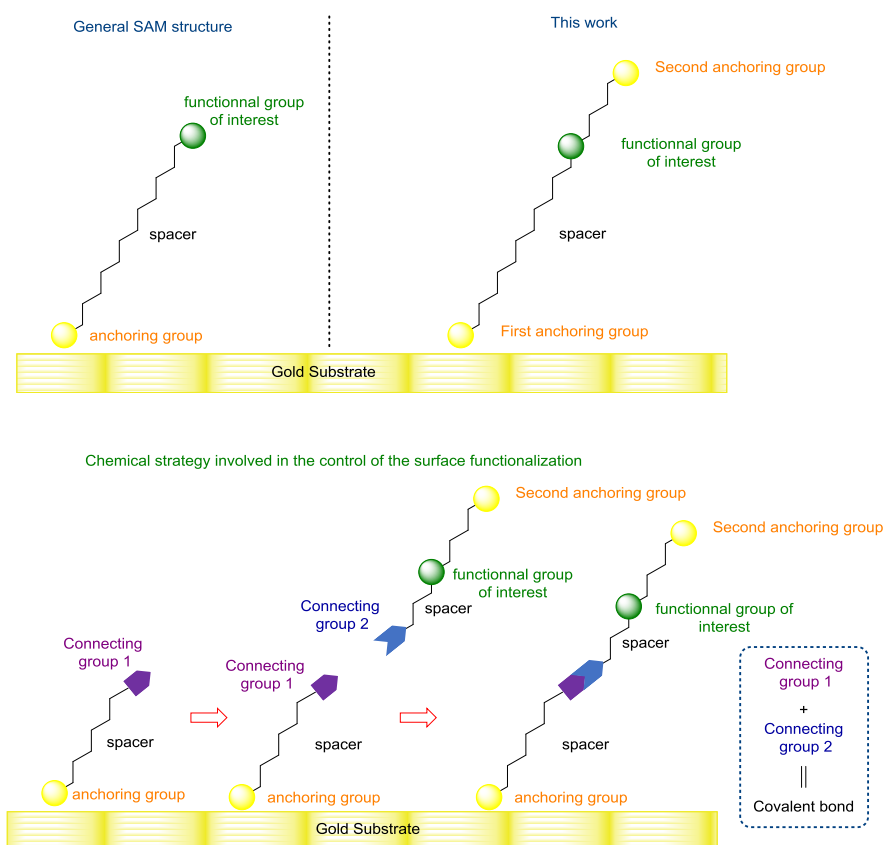 General SAM structure
This work
Second anchoring group
functionnal group
of interest
functionnal group
of interest
spacer
spacer
anchoring group
First anchoring group
Gold Substrate
Chemical strategy involved in the control of the surface functionalization
Second anchoring group
Second anchoring group
functionnal group
of interest
Connecting
group 2
spacer
functionnal group of
interest
Connecting
group 1
Connecting
group 1
spacer
spacer
spacer
spacer
anchoring group
anchoring group
anchoring group
Gold Substrate
Connecting
group 1
+
Connecting
group 2
||
Covalent bond